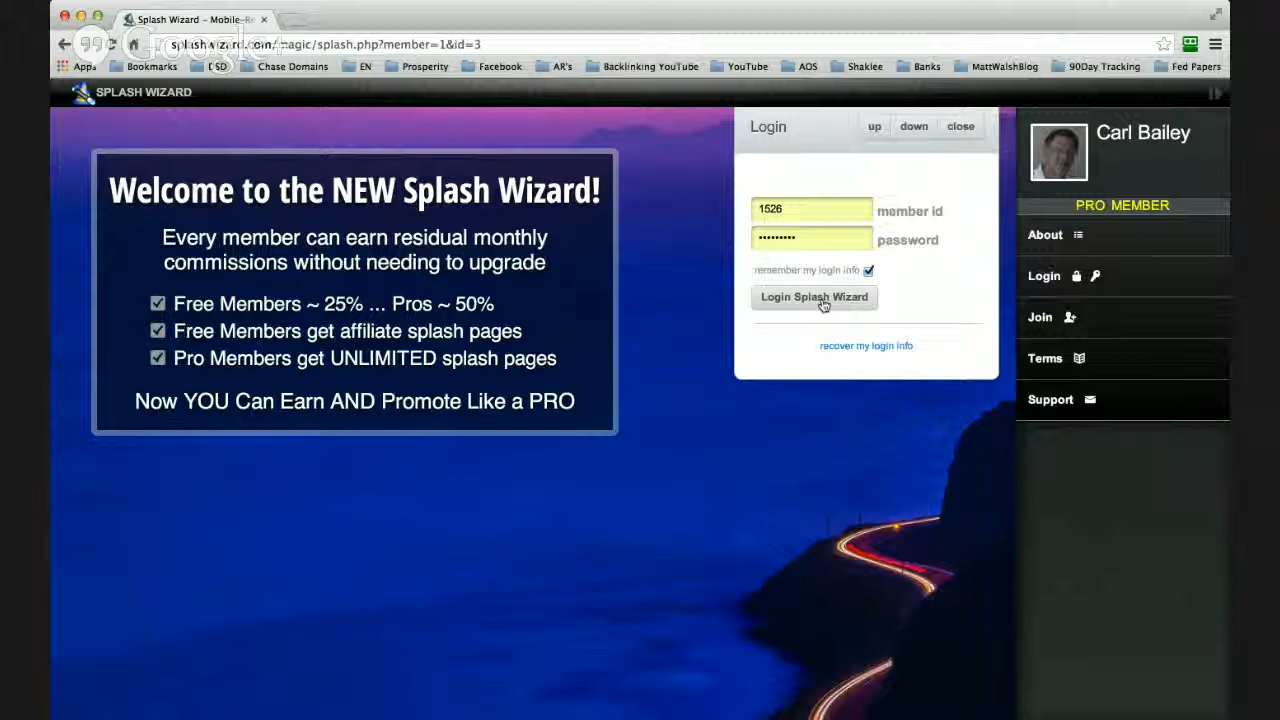 Splash Wizard – Mobile-Re
Google+
splashwizard.com/magic/splash.php?member=1&id=3
Apps Bookmarks CSD Chase Domains EN Prosperity Facebook AR's Backlinking YouTube YouTube AOS Shaklee Banks MattWalshBlog 90Day Tracking Fed Papers
SPLASH WIZARD
Welcome to the NEW Splash Wizard!
Every member can earn residual monthly
commissions without needing to upgrade
Free Members ~ 25% ... Pros ~ 50%
Free Members get affiliate splash pages
Pro Members get UNLIMITED splash pages
Now YOU Can Earn AND Promote Like a PRO
Login up down close
1526 member id
••••••••• password
remember my login info
Login Splash Wizard
recover my login info
Carl Bailey
PRO MEMBER
About
Login
Join
Terms
Support